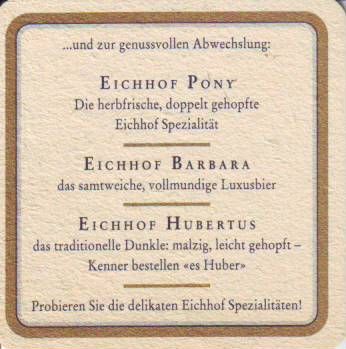 ...und zur genussvollen Abwechslung:
EICHHOF PONY
Die herbfrische, doppelt gehopfte
Eichhof Spezialität
EICHHOF BARBARA
das samtweiche, vollmundige Luxusbier
EICHHOF HUBERTUS
das traditionelle Dunkle: malzig, leicht gehopft –
Kenner bestellen «es Huber»
Probieren Sie die delikaten Eichhof Spezialitäten!